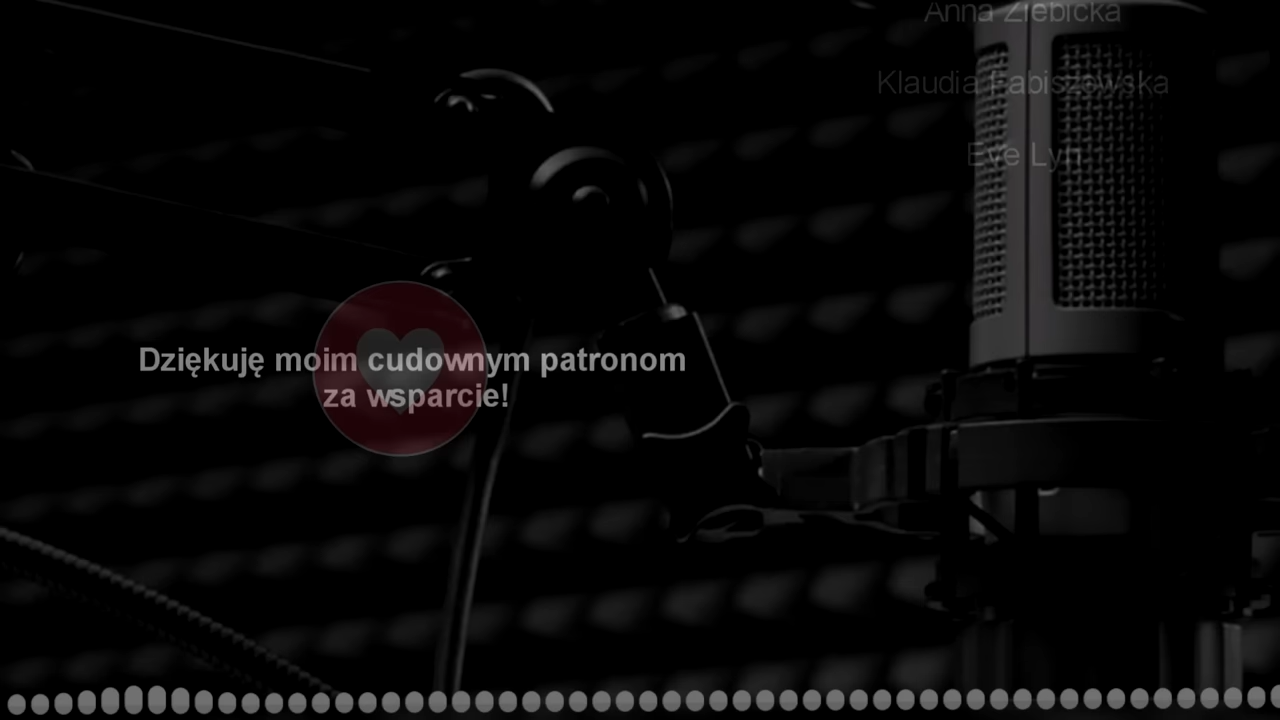 Anna Ziebicka
Klaudia Fabiszewska
Eve Lyn
Dziękuję moim cudownym patronom
za wsparcie!